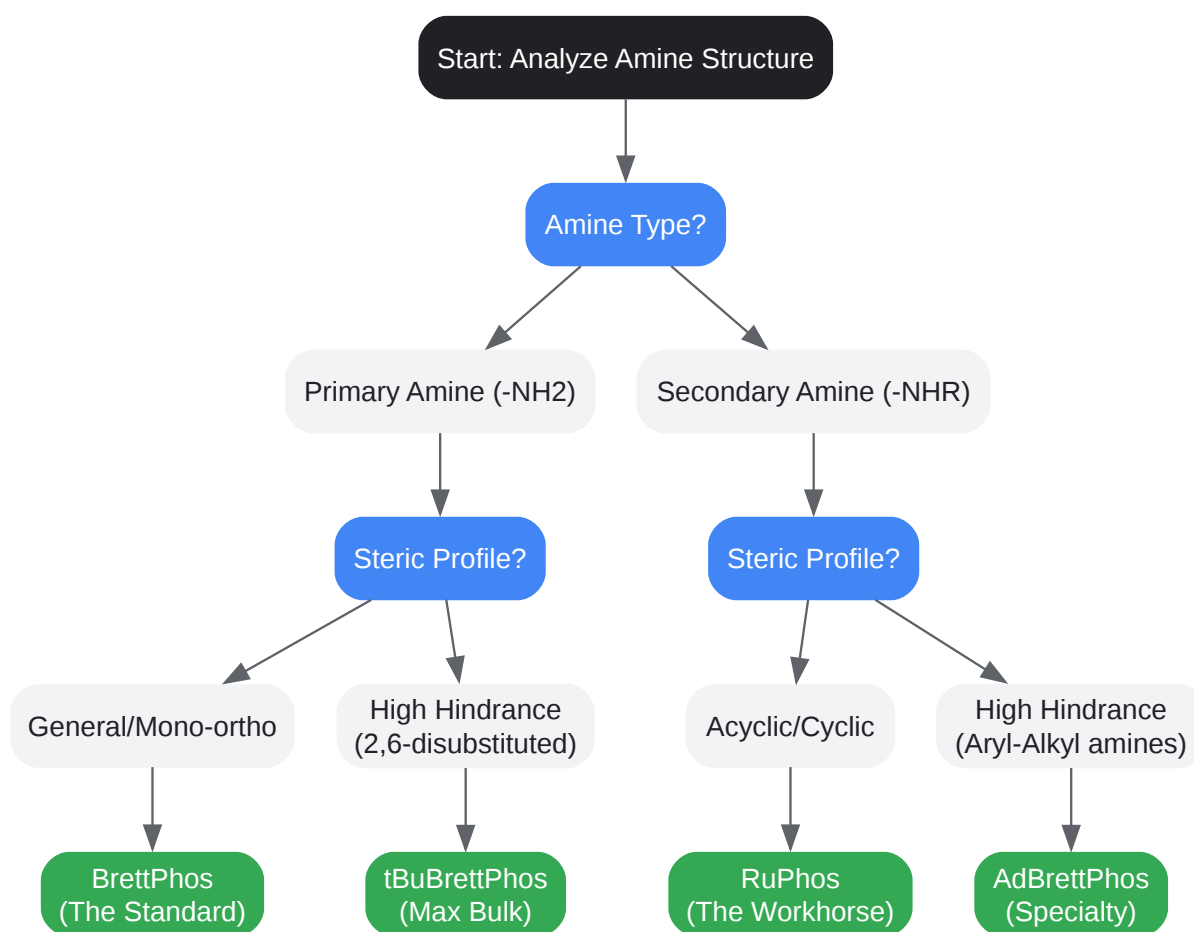 Start: Analyze Amine Structure
Amine Type?
Primary Amine (-NH2)
Secondary Amine (-NHR)
Steric Profile?
Steric Profile?
General/Mono-ortho
High Hindrance
(2,6-disubstituted)
Acyclic/Cyclic
High Hindrance
(Aryl-Alkyl amines)
BrettPhos
(The Standard)
tBuBrettPhos
(Max Bulk)
RuPhos
(The Workhorse)
AdBrettPhos
(Specialty)